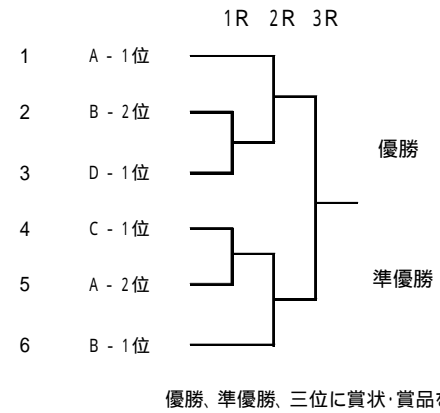 1R 2R 3R
1 A - 1位
2 B - 2位
優勝
3 D - 1位
4 C - 1位
準優勝
5 A - 2位
6 B - 1位
優勝、準優勝、三位に賞状・賞品